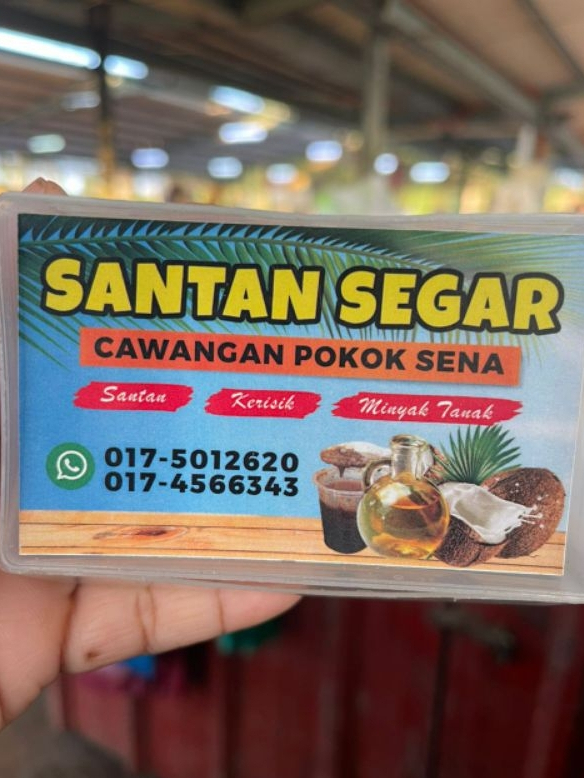 SANTAN SEGAR
CAWANGAN POKOK SENA
Santan Kerisik Minyak Tanak
017-5012620
017-4566343